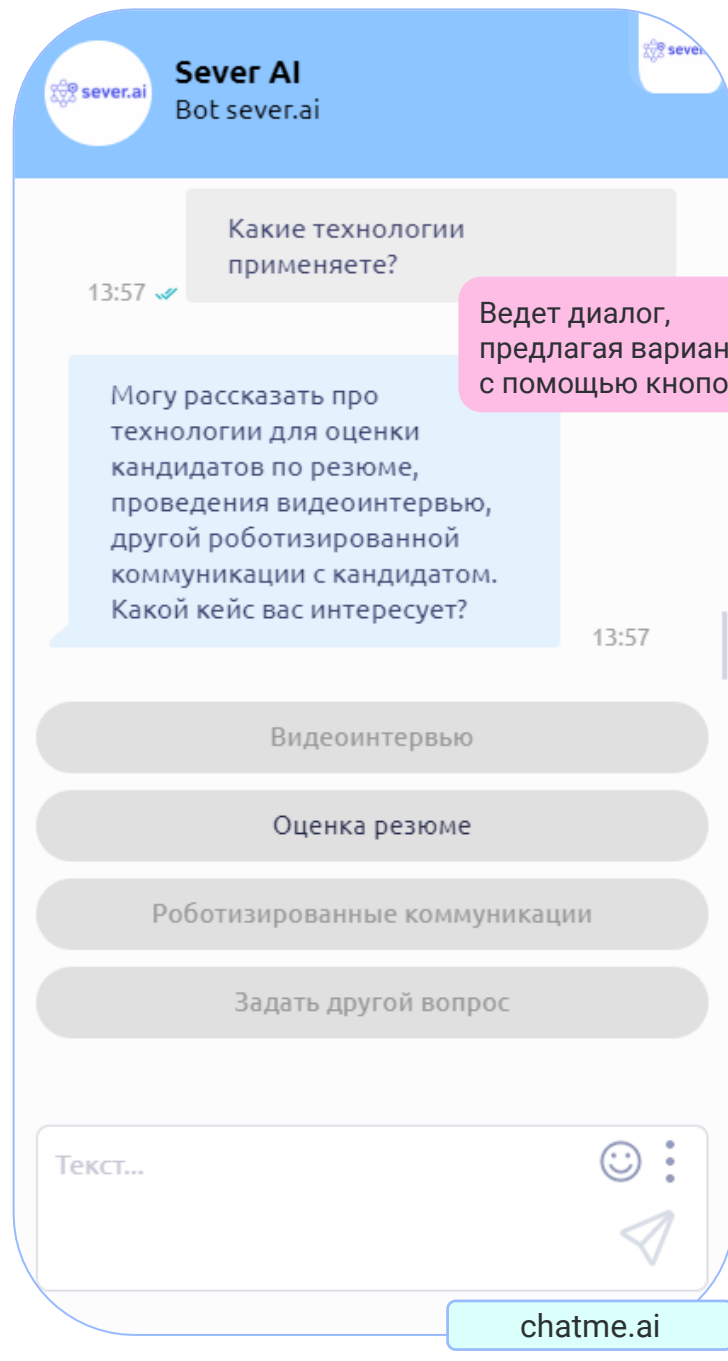 sever.ai
Sever AI
Bot sever.ai
Какие технологии
применяете?
13:57
Ведет диалог,
предлагая
с помощью
Могу рассказать про
технологии для оценки
кандидатов по резюме,
проведения видеоинтервью,
другой роботизированной
коммуникации с кандидатом.
Какой кейс вас интересует?
13:57
Видеоинтервью
Оценка резюме
Роботизированные коммуникации
Задать другой вопрос
Текст...
chatme.ai